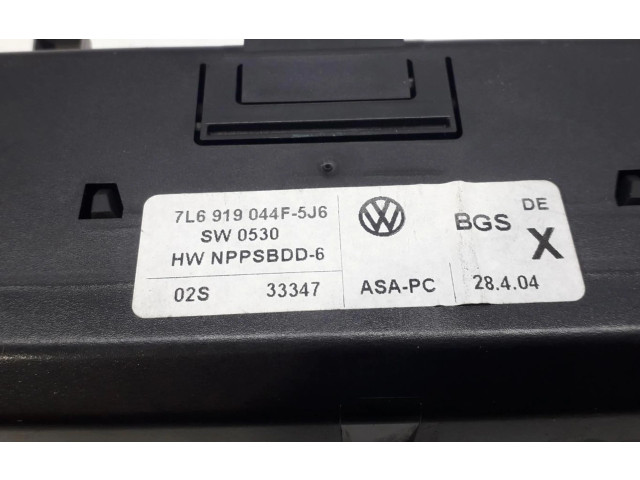 7L6 919 044F-5J6
SW 0530
HW NPPSBDD-6
02S 33347
ASA-PC
BGS
DE
X
28.4.04